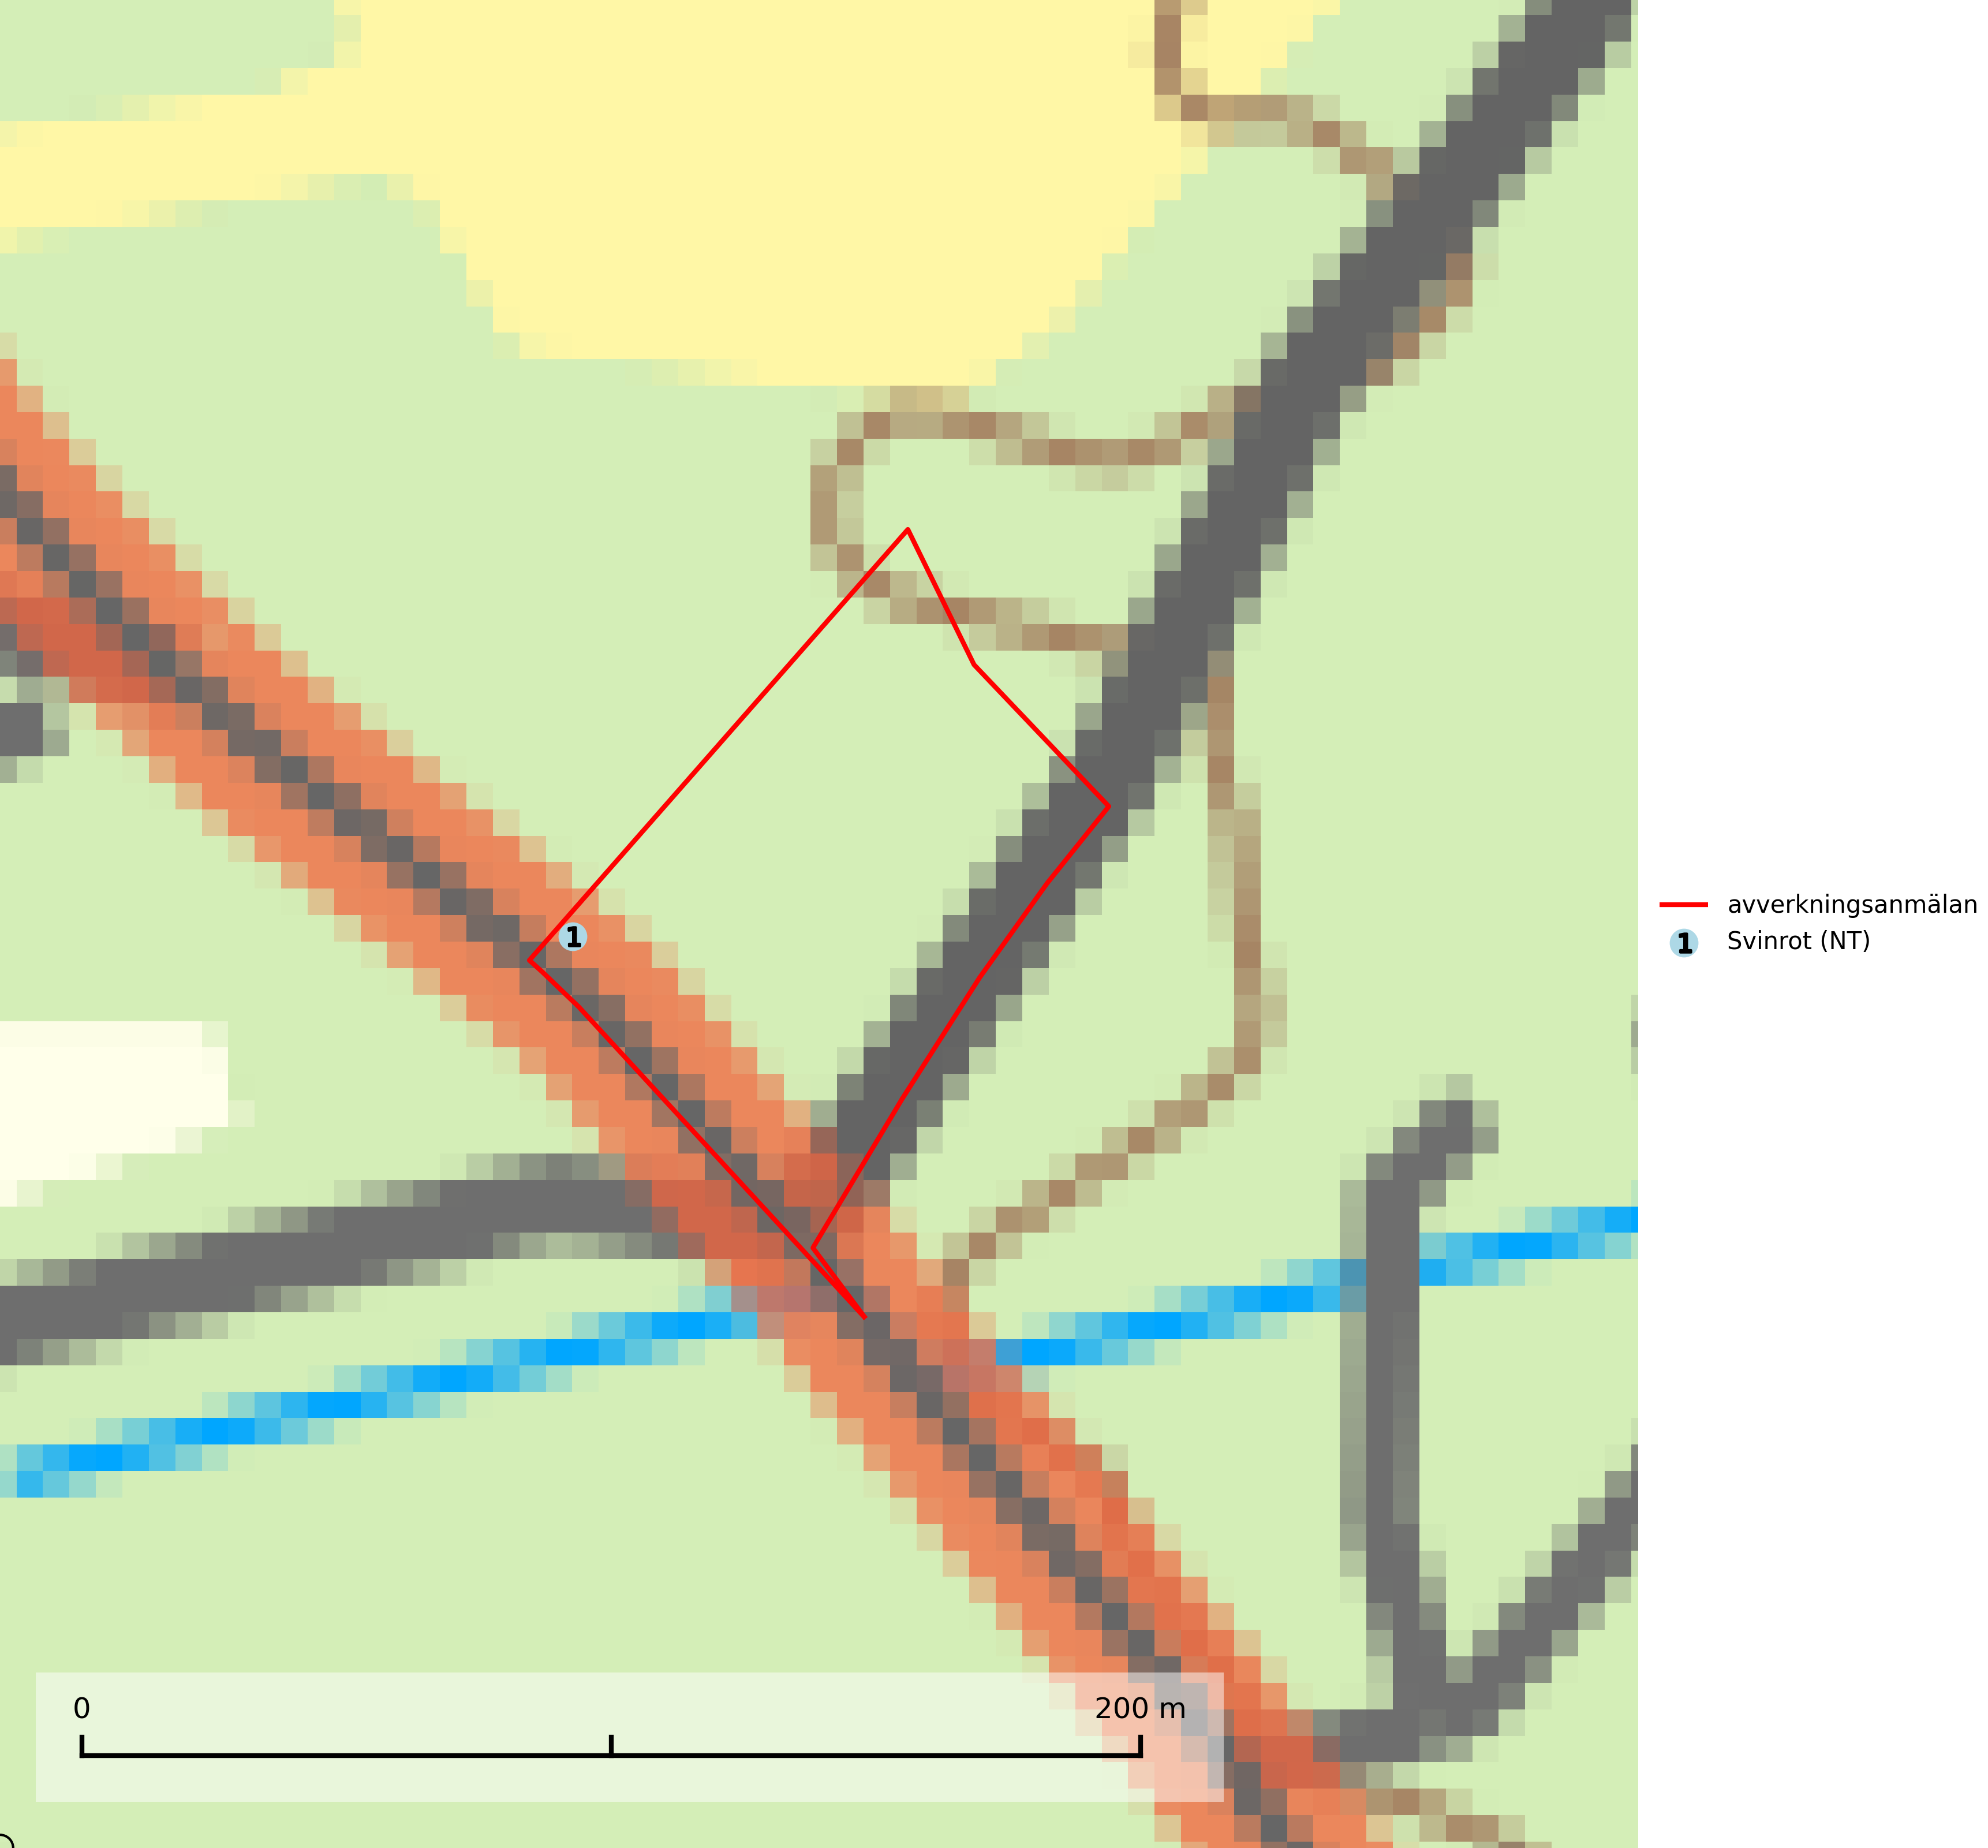 1
avverkningsanmälan
1 Svinrot (NT)
0 200 m